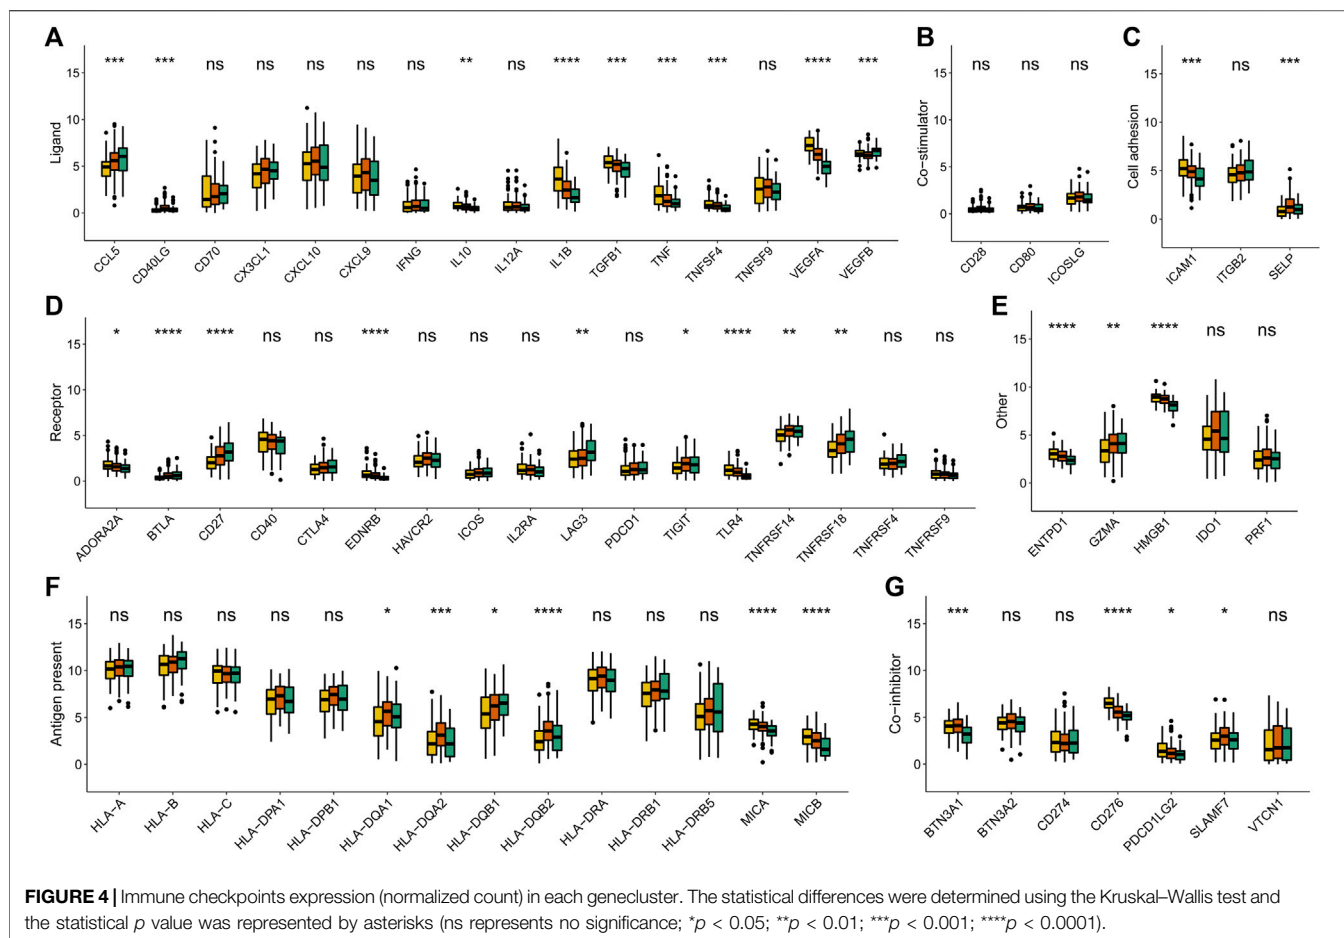 A
Ligand
15
10
5
0
*** *** ns ns ns ns ns ** ns **** *** *** *** ns **** ***
CCL5 CD40LG CD70 CX3CL1 CXCL10 CXCL9 IFNG IL10 IL12A IL1B TGFB1 TNF TNFSF4 TNFSF9 VEGFA VEGFB
B
Co-stimulator
15
10
5
0
ns ns ns
CD28 CD80 ICOSLG
C
Cell adhesion
15
10
5
0
*** ns ***
ICAM1 ITGB2 SELP
D
Receptor
15
10
5
0
* **** **** ns ns **** ns ns ns ** ns * **** ** ** ns ns
ADORA2A BTLA CD27 CD40 CTLA4 EDNRB HAVCR2 ICOS IL2RA LAG3 PDCD1 TIGIT TLR4 TNFRSF14 TNFRSF18 TNFRSF4 TNFRSF9
E
Other
15
10
5
0
**** ** **** ns ns
ENTPD1 GZMA HMGB1 IDO1 PRF1
F
Antigen present
15
10
5
0
ns ns ns ns ns * *** * **** ns ns ns **** ****
HLA-A HLA-B HLA-C HLA-DPA1 HLA-DPB1 HLA-DQA1 HLA-DQA2 HLA-DQB1 HLA-DQB2 HLA-DRA HLA-DRB1 HLA-DRB5 MICA MICB
G
Co-inhibitor
15
10
5
0
*** ns ns **** * * ns
BTN3A1 BTN3A2 CD274 CD276 PDCD1LG2 SLAMF7 VTCN1
FIGURE 4 | Immune checkpoints expression (normalized count) in each genecluster. The statistical differences were determined using the Kruskal–Wallis test and
the statistical p value was represented by asterisks (ns represents no significance; *p < 0.05; **p < 0.01; ***p < 0.001; ****p < 0.0001).